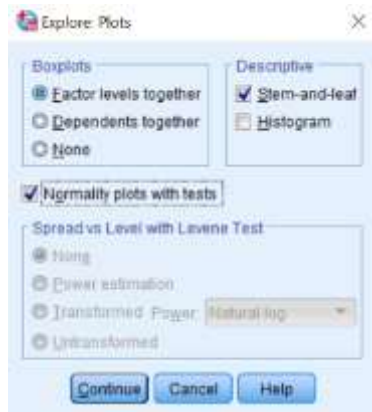 Explore: Plots
Boxplots
Factor levels together
Dependents together
None
Descriptive
Stem-and-leaf
Histogram
Normality plots with tests
Spread vs Level with Levene Test
None
Power estimation
Transformed Power: Natural log
Untransformed
Continue Cancel Help